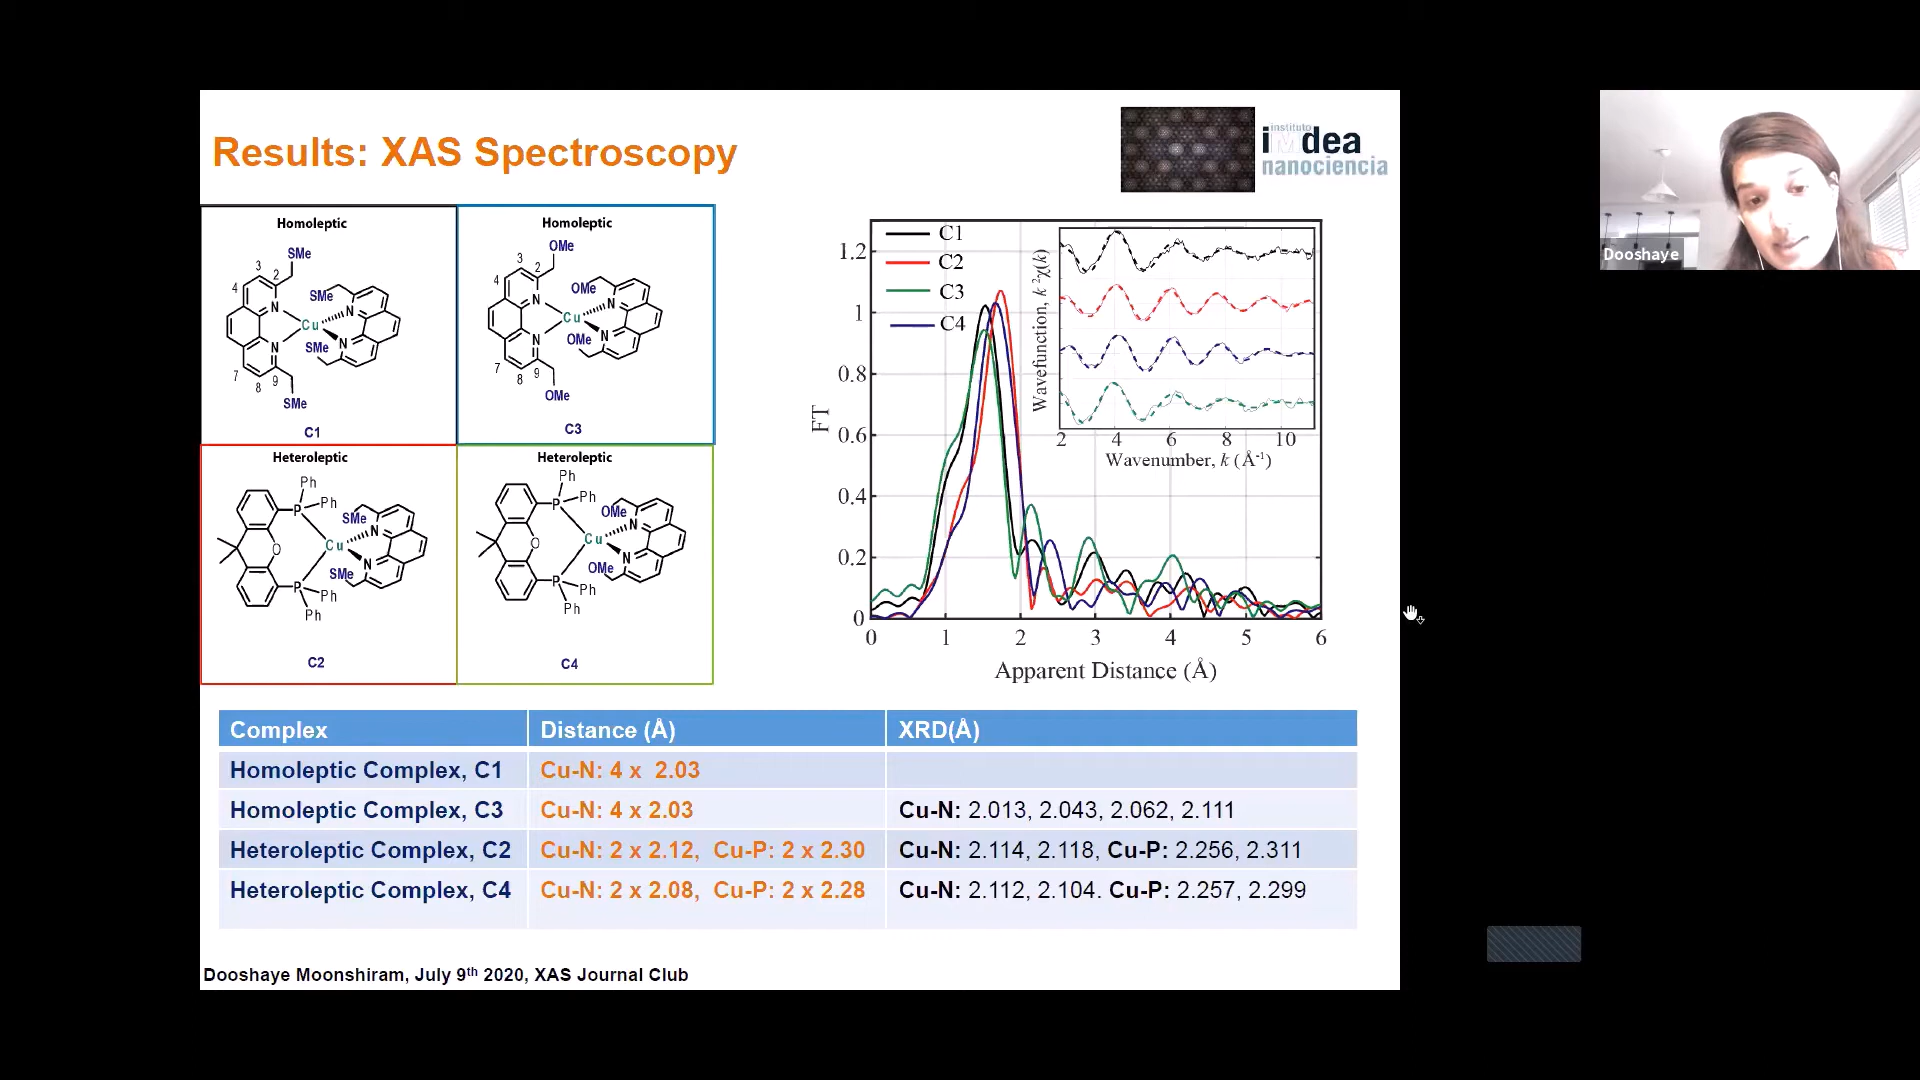 Results: XAS Spectroscopy
instituto
imdea
nanociencia
Homoleptic
SMe
3
2
4
N
SMe
N
Cu
N
N
SMe
7
8
9
SMe
C1
Homoleptic
OMe
3
2
4
OMe
N
N
Cu
OMe
N
N
7
8
9
OMe
C3
Heteroleptic
Ph
P
Ph
SMe
N
O
Cu
N
SMe
P
Ph
Ph
C2
Heteroleptic
Ph
P
Ph
OMe
N
O
Cu
N
OMe
P
Ph
Ph
C4
C1
C2
C3
C4
1.2
1
0.8
0.6
0.4
0.2
0
FT
0 1 2 3 4 5 6
Apparent Distance (Å)
Wavefunction, k²χ(k)
2 4 6 8 10
Wavenumber, k (Å⁻¹)
Complex Distance (Å) XRD(Å)
Homoleptic Complex, C1 Cu-N: 4 x 2.03
Homoleptic Complex, C3 Cu-N: 4 x 2.03 Cu-N: 2.013, 2.043, 2.062, 2.111
Heteroleptic Complex, C2 Cu-N: 2 x 2.12, Cu-P: 2 x 2.30 Cu-N: 2.114, 2.118, Cu-P: 2.256, 2.311
Heteroleptic Complex, C4 Cu-N: 2 x 2.08, Cu-P: 2 x 2.28 Cu-N: 2.112, 2.104. Cu-P: 2.257, 2.299
Dooshaye Moonshiram, July 9th 2020, XAS Journal Club
Dooshaye